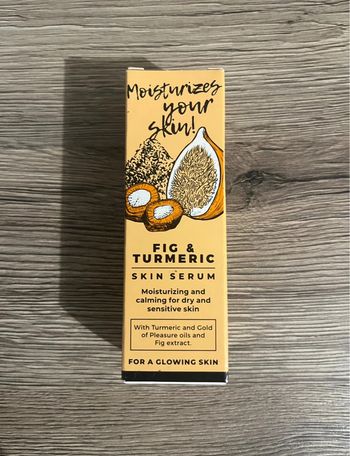 Moisturizes
your
skin!
FIG &
TURMERIC
SKIN SERUM
Moisturizing and
calming for dry and
sensitive skin
With Turmeric and Gold
of Pleasure oils and
Fig extract.
FOR A GLOWING SKIN